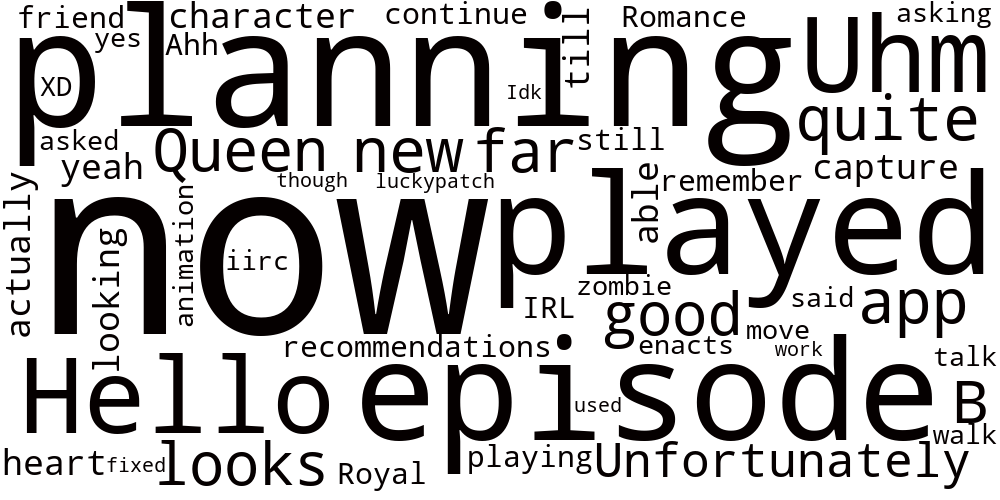 friend
character
continue
Romance
asking
yes
Ahh
till
planning
Uhm
XD
Idk
quite
asked
Queen
new
far
still
yeah
capture
though
luckypatch
able
remember
actually
animation
now
played
looking
iirc
zombie
IRL
good
said
app
move
recommendations
enacts
work
talk
Hello
episode
B
used
walk
heart
fixed
looks
Royal
playing
Unfortunately